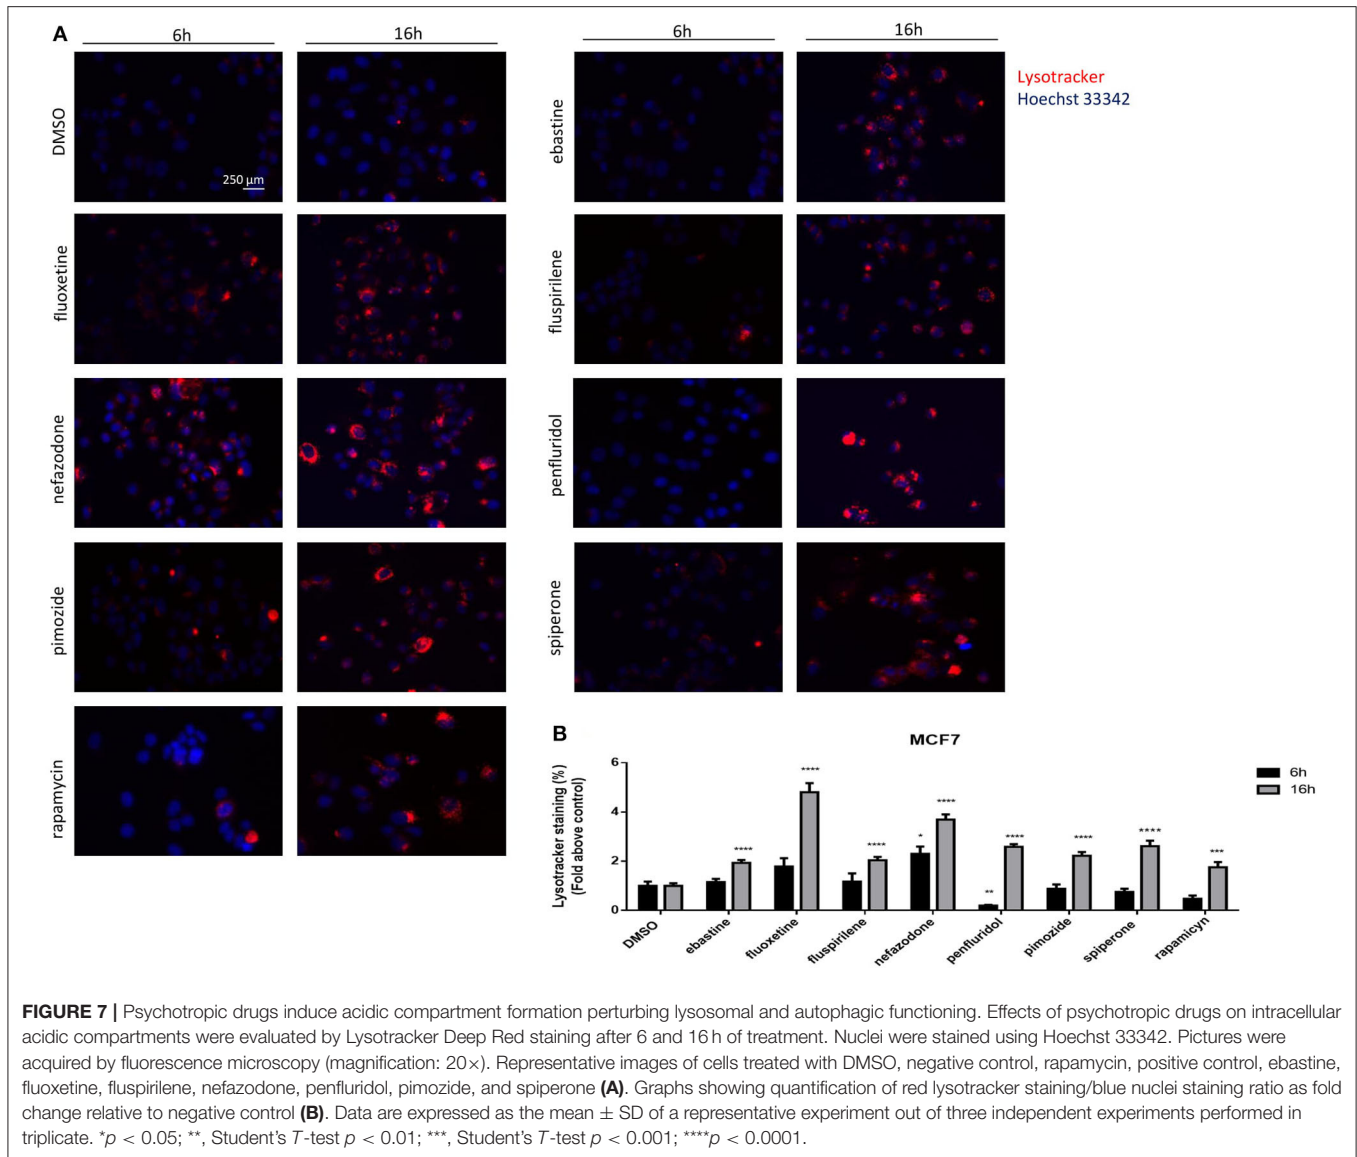 A
6h
16h
6h
16h
Lysotracker
Hoechst 33342
DMSO
250 µm
ebastine
fluoxetine
fluspirilene
nefazodone
penfluridol
pimozide
spiperone
rapamycin
B
MCF7
Lysotracker staining (%)
(Fold above control)
6
4
2
0
6h
16h
****
****
****
*
****
**
****
****
****
***
DMSO
ebastine
fluoxetine
fluspirilene
nefazodone
penfluridol
pimozide
spiperone
rapamicyn
FIGURE 7 | Psychotropic drugs induce acidic compartment formation perturbing lysosomal and autophagic functioning. Effects of psychotropic drugs on intracellular
acidic compartments were evaluated by Lysotracker Deep Red staining after 6 and 16 h of treatment. Nuclei were stained using Hoechst 33342. Pictures were
acquired by fluorescence microscopy (magnification: 20×). Representative images of cells treated with DMSO, negative control, rapamycin, positive control, ebastine,
fluoxetine, fluspirilene, nefazodone, penfluridol, pimozide, and spiperone (A). Graphs showing quantification of red lysotracker staining/blue nuclei staining ratio as fold
change relative to negative control (B). Data are expressed as the mean ± SD of a representative experiment out of three independent experiments performed in
triplicate. *p < 0.05; **, Student's T-test p < 0.01; ***, Student's T-test p < 0.001; ****p < 0.0001.